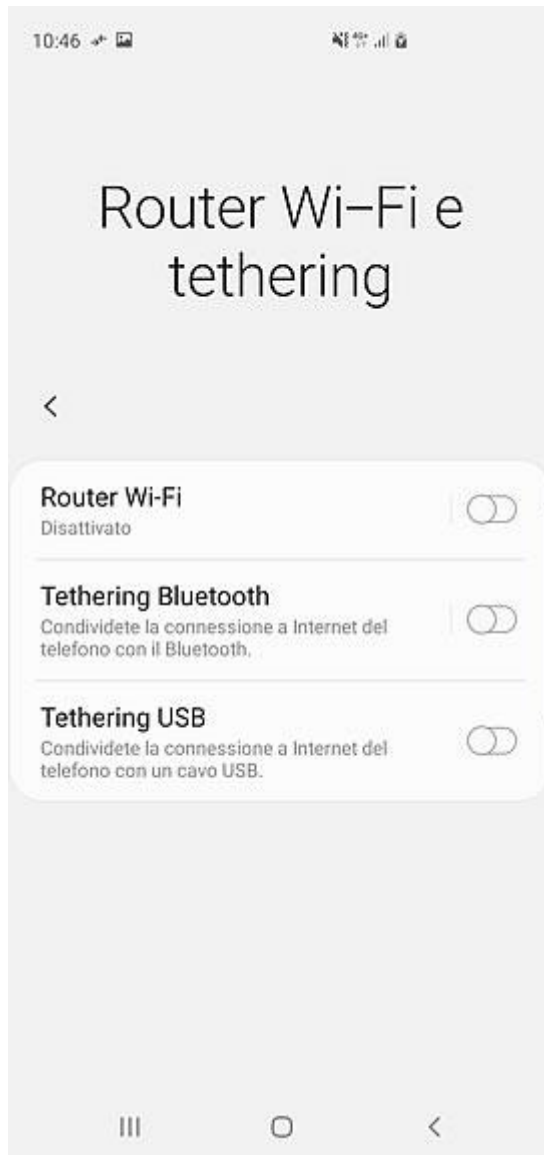 10:46
Router Wi-Fi e
tethering
Router Wi-Fi
Disattivato
Tethering Bluetooth
Condividete la connessione a Internet del
telefono con il Bluetooth.
Tethering USB
Condividete la connessione a Internet del
telefono con un cavo USB.